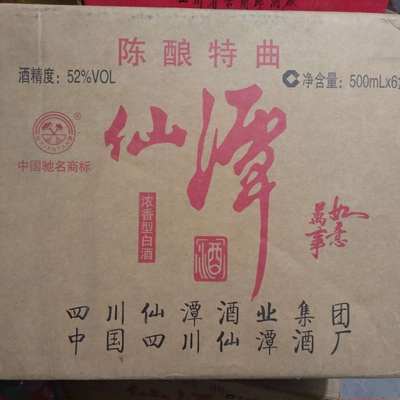 陈酿特曲
酒精度：52%VOL
净含量：500mLx6
®
中国驰名商标
仙潭
浓香型白酒
酒
万事如意
四川仙潭酒业集团
中国四川仙潭酒厂